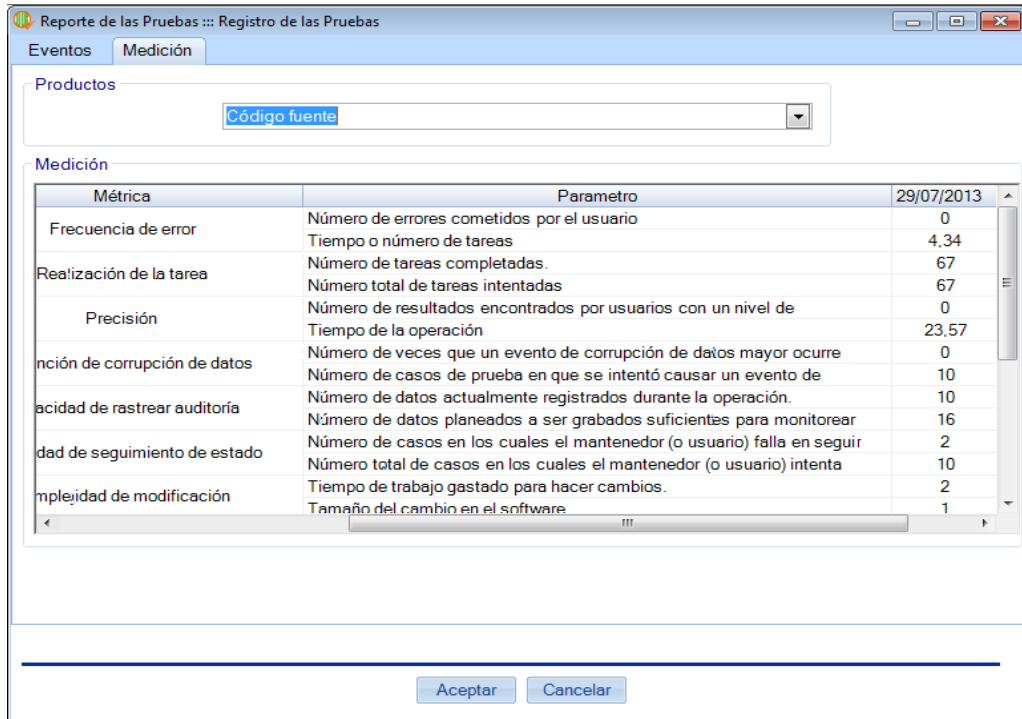 Reporte de las Pruebas ::: Registro de las Pruebas
Eventos Medición
Productos
Código fuente
Medición
Métrica Parametro 29/07/2013
Frecuencia de error
Número de errores cometidos por el usuario 0
Tiempo o número de tareas 4,34
Realización de la tarea
Número de tareas completadas. 67
Número total de tareas intentadas 67
Precisión
Número de resultados encontrados por usuarios con un nivel de 0
Tiempo de la operación 23,57
nción de corrupción de datos
Número de veces que un evento de corrupción de datos mayor ocurre 0
Número de casos de prueba en que se intentó causar un evento de 10
acidad de rastrear auditoría
Número de datos actualmente registrados durante la operación. 10
Número de datos planeados a ser grabados suficientes para monitorear 16
dad de seguimiento de estado
Número de casos en los cuales el mantenedor (o usuario) falla en seguir 2
Número total de casos en los cuales el mantenedor (o usuario) intenta 10
mplejidad de modificación
Tiempo de trabajo gastado para hacer cambios. 2
Tamaño del cambio en el software 1
Aceptar Cancelar